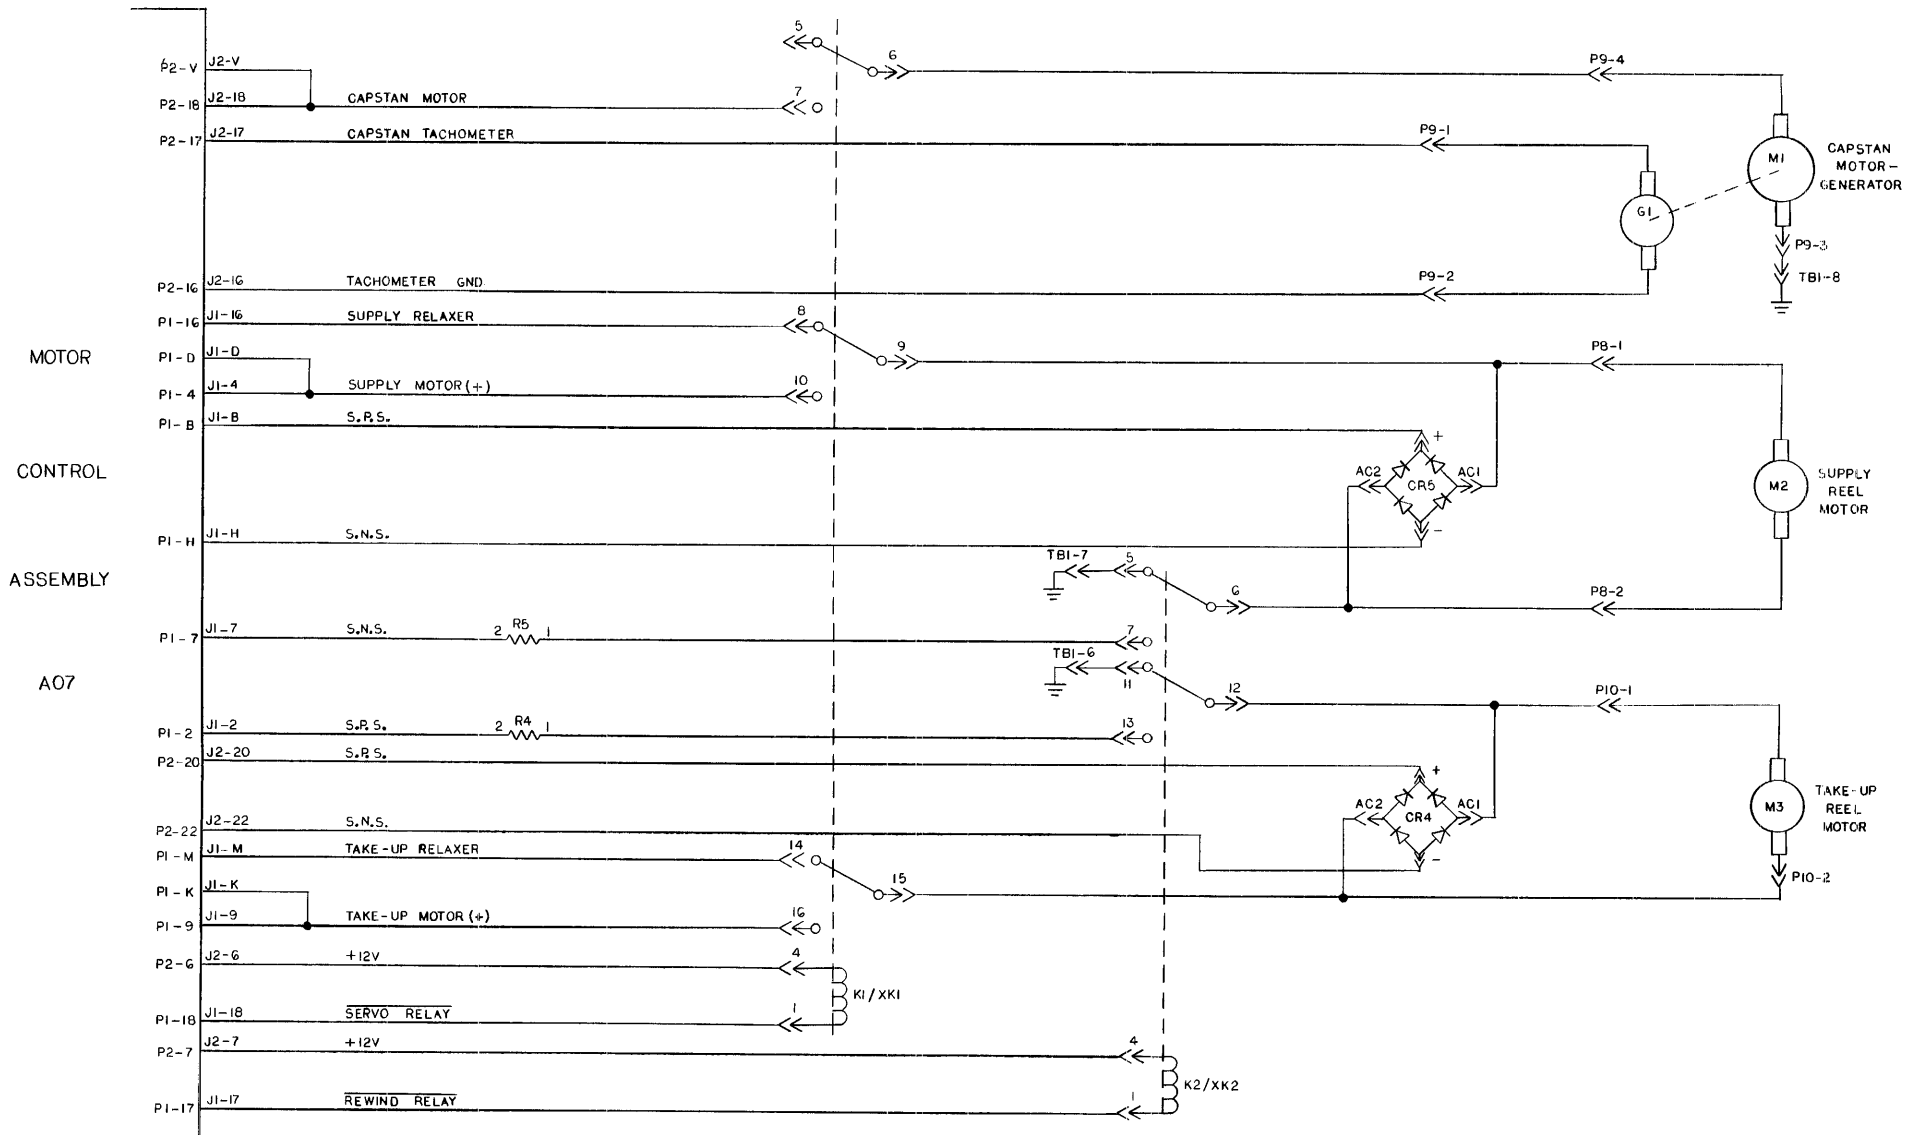 5
6
P9-4
P2-V J2-V
P2-18 J2-18 CAPSTAN MOTOR 7
P2-17 J2-17 CAPSTAN TACHOMETER P9-1
M1
CAPSTAN
MOTOR-
GENERATOR
G1
P9-3
TB1-8
P2-16 J2-16 TACHOMETER GND P9-2
P1-16 J1-16 SUPPLY RELAXER 8
MOTOR
P1-D J1-D 9 P8-1
P1-4 J1-4 SUPPLY MOTOR(+) 10
P1-B J1-B S.P.S.
+
CONTROL
AC2 CR5 AC1
M2
SUPPLY
REEL
MOTOR
-
P1-H J1-H S.N.S.
TB1-7 5
ASSEMBLY
6 P8-2
P1-7 J1-7 S.N.S. 2 R5 1 7
TB1-6
11
12 P10-1
A07
P1-2 J1-2 S.P.S. 2 R4 1 13
P2-20 J2-20 S.P.S.
+
AC2 CR4 AC1
M3
TAKE-UP
REEL
MOTOR
-
P2-22 J2-22 S.N.S.
P1-M J1-M TAKE-UP RELAXER 14
P1-K J1-K 15 P10-2
P1-9 J1-9 TAKE-UP MOTOR(+) 16
P2-6 J2-6 +12V 4
K1/XK1
P1-18 J1-18 SERVO RELAY 1
P2-7 J2-7 +12V 4
K2/XK2
P1-17 J1-17 REWIND RELAY 1